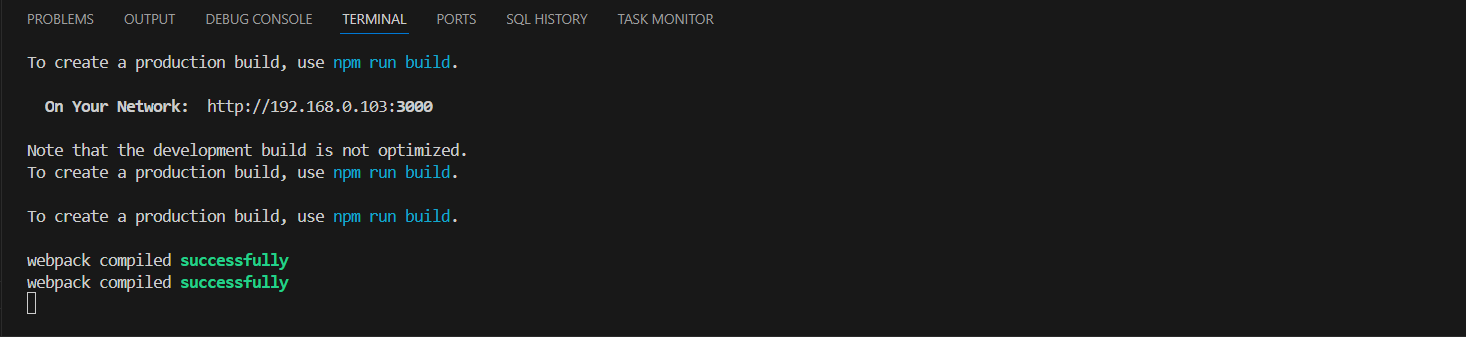 PROBLEMS OUTPUT DEBUG CONSOLE TERMINAL PORTS SQL HISTORY TASK MONITOR
To create a production build, use npm run build.
On Your Network: http://192.168.0.103:3000
Note that the development build is not optimized.
To create a production build, use npm run build.
To create a production build, use npm run build.
webpack compiled successfully
webpack compiled successfully